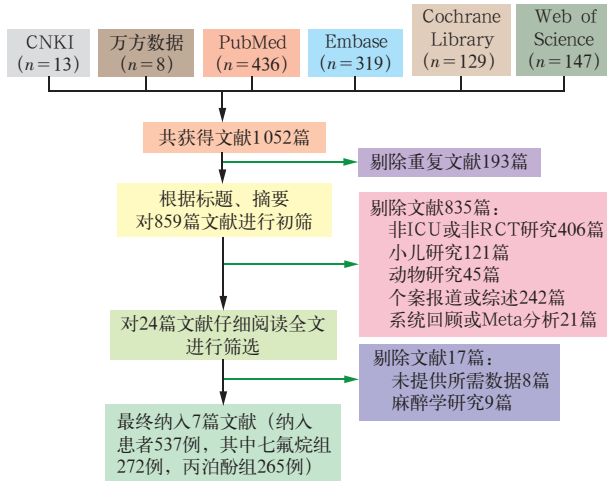 CNKI
(n=13)
万方数据
(n=8)
PubMed
(n=436)
Embase
(n=319)
Cochrane
Library
(n=129)
Web of
Science
(n=147)
共获得文献1052篇
剔除重复文献193篇
根据标题、摘要
对859篇文献进行初筛
剔除文献835篇：
非ICU或非RCT研究406篇
小儿研究121篇
动物研究45篇
个案报道或综述242篇
系统回顾或Meta分析21篇
对24篇文献仔细阅读全文
进行筛选
剔除文献17篇：
未提供所需数据8篇
麻醉学研究9篇
最终纳入7篇文献（纳入
患者537例，其中七氟烷组
272例，丙泊酚组265例）